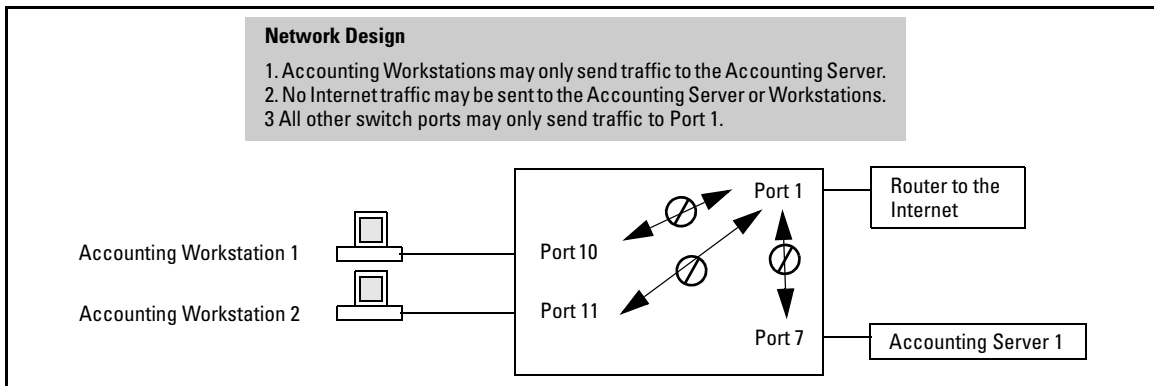 Network Design
1. Accounting Workstations may only send traffic to the Accounting Server.
2. No Internet traffic may be sent to the Accounting Server or Workstations.
3 All other switch ports may only send traffic to Port 1.
Port 1
Router to the
Internet
Accounting Workstation 1
Port 10
Accounting Workstation 2
Port 11
Port 7
Accounting Server 1